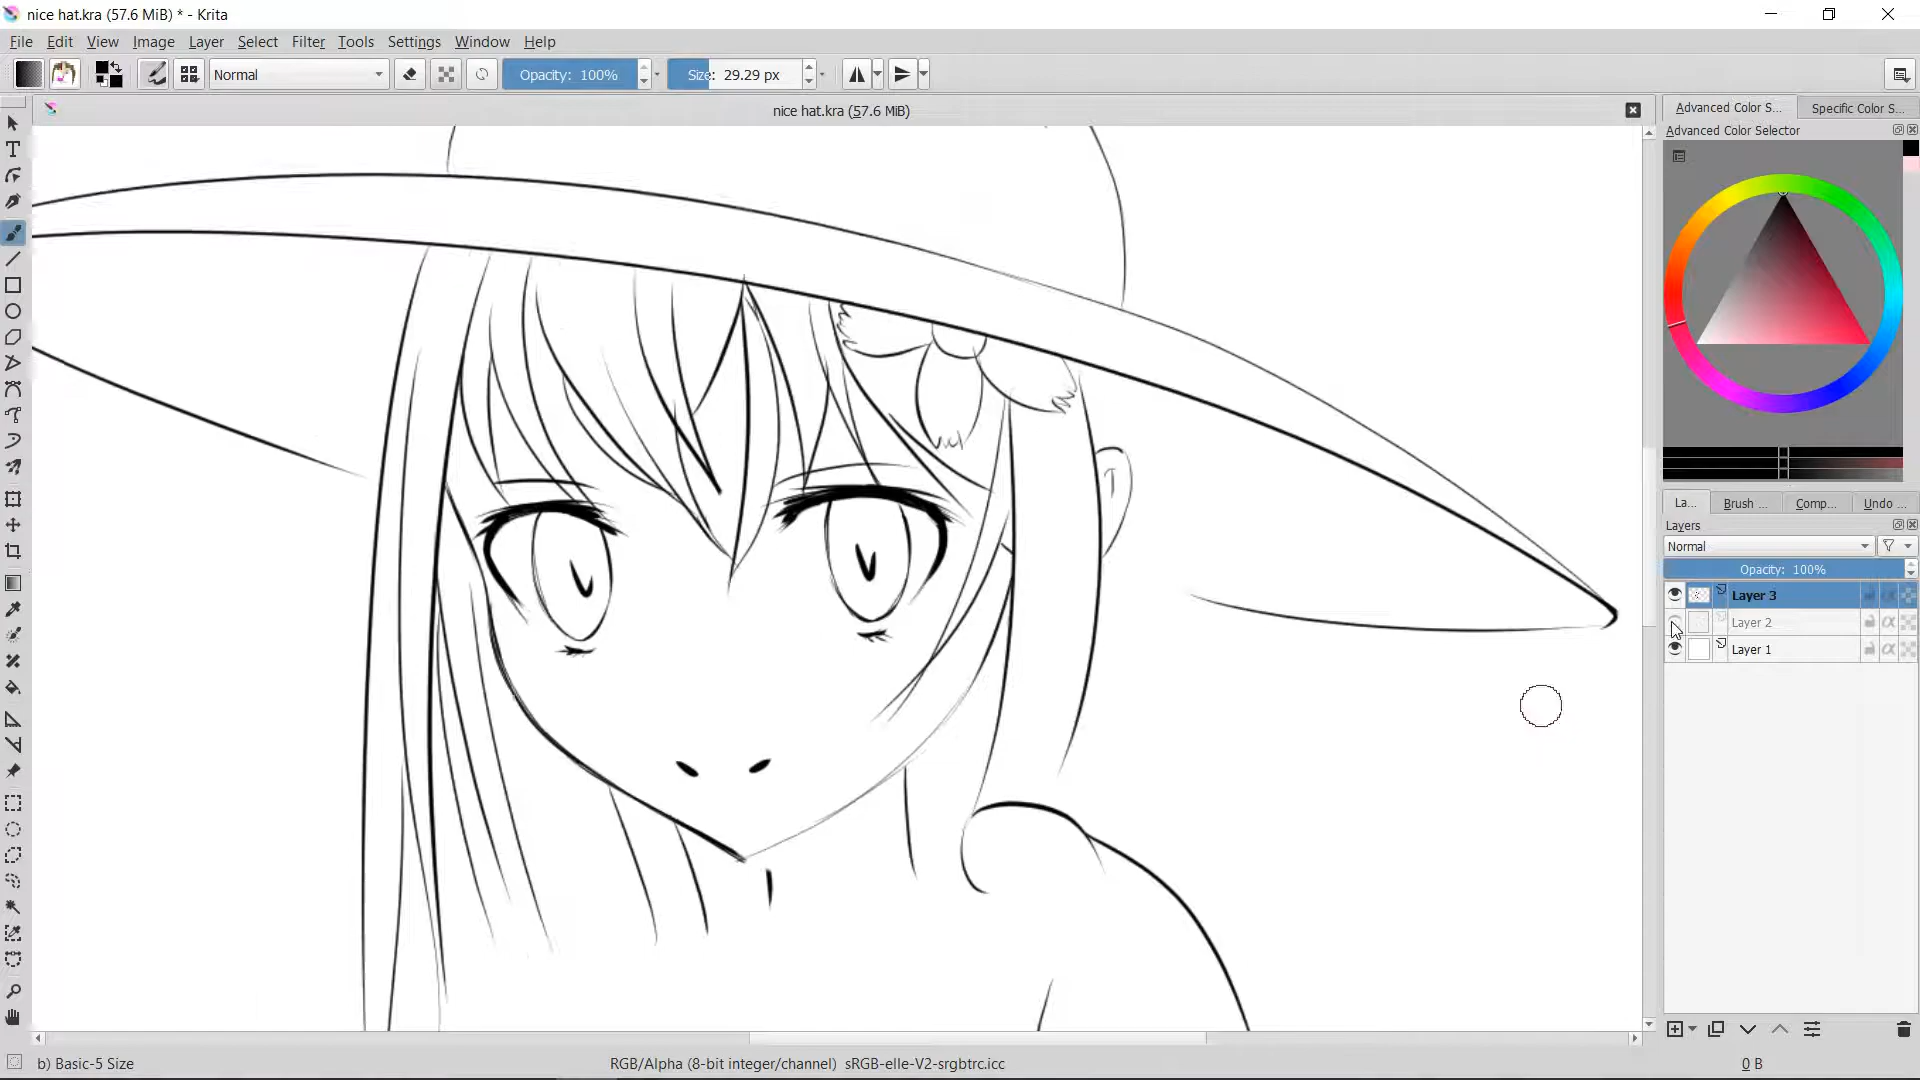 nice hat.kra (57.6 MiB) * - Krita
File Edit View Image Layer Select Filter Tools Settings Window Help
Normal Opacity: 100% Size: 29.29 px
nice hat.kra (57.6 MiB)
Advanced Color S... Specific Color S...
Advanced Color Selector
La... Brush ... Comp... Undo ...
Layers
Normal
Opacity: 100%
Layer 3
Layer 2
Layer 1
b) Basic-5 Size RGB/Alpha (8-bit integer/channel) sRGB-elle-V2-srgbtrc.icc 0 B